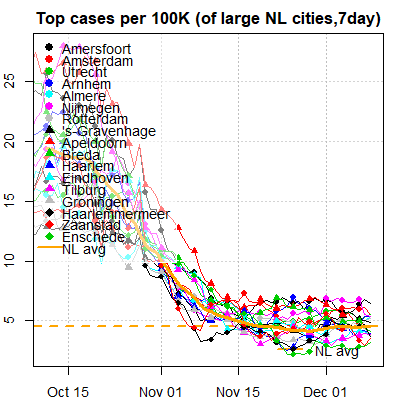 Top cases per 100K (of large NL cities,7day)
25
20
15
10
5
Amersfoort
Amsterdam
Utrecht
Arnhem
Almere
Nijmegen
Rotterdam
's-Gravenhage
Apeldoorn
Breda
Haarlem
Eindhoven
Tilburg
Groningen
Haarlemmermeer
Zaanstad
Enschede
NL avg
NL avg
Oct 15
Nov 01
Nov 15
Dec 01